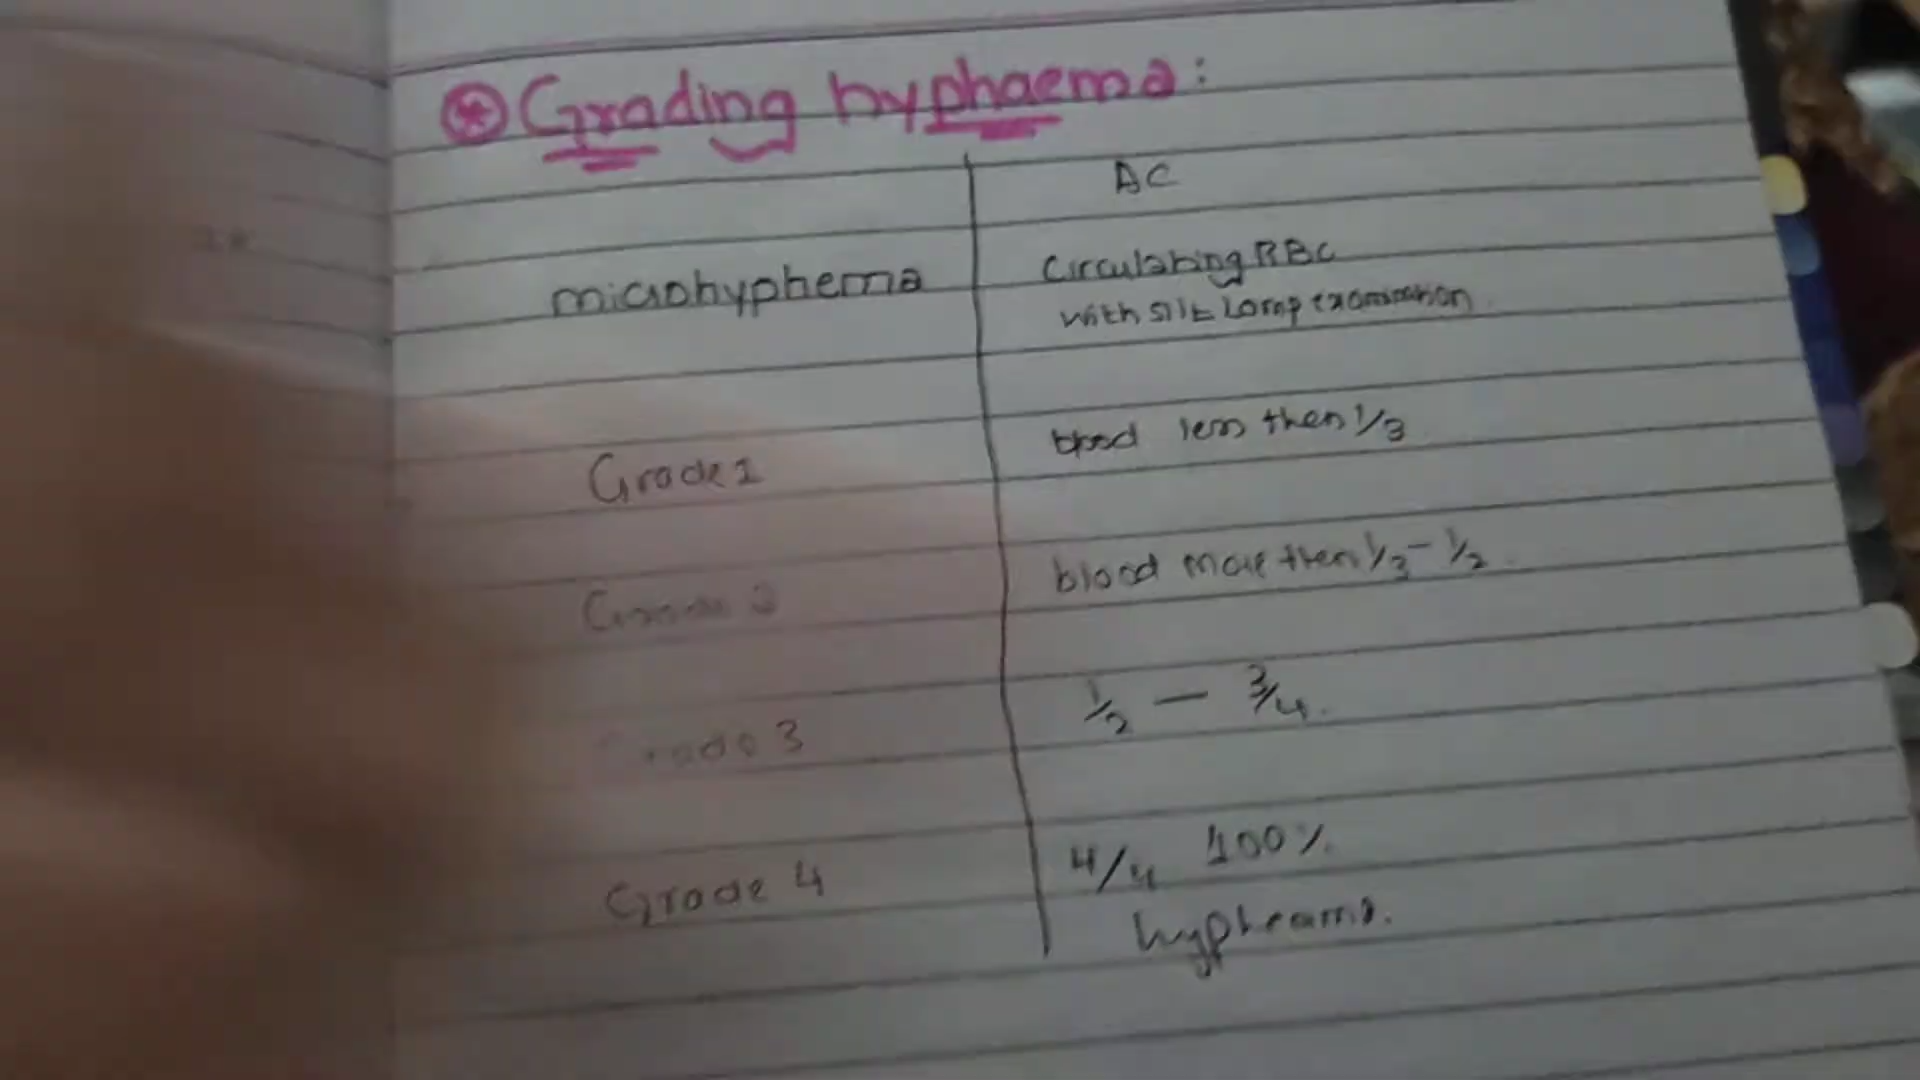 ⊛ Grading hyphaema:
AC
microhyphema
Circulating RBC
with slit lamp examination
blood less then 1/3
Grade 1
blood more then 1/3 - 1/2
Grade 2
1/2 — 3/4.
Grade 3
4/4 100%
Grade 4
hypheama.